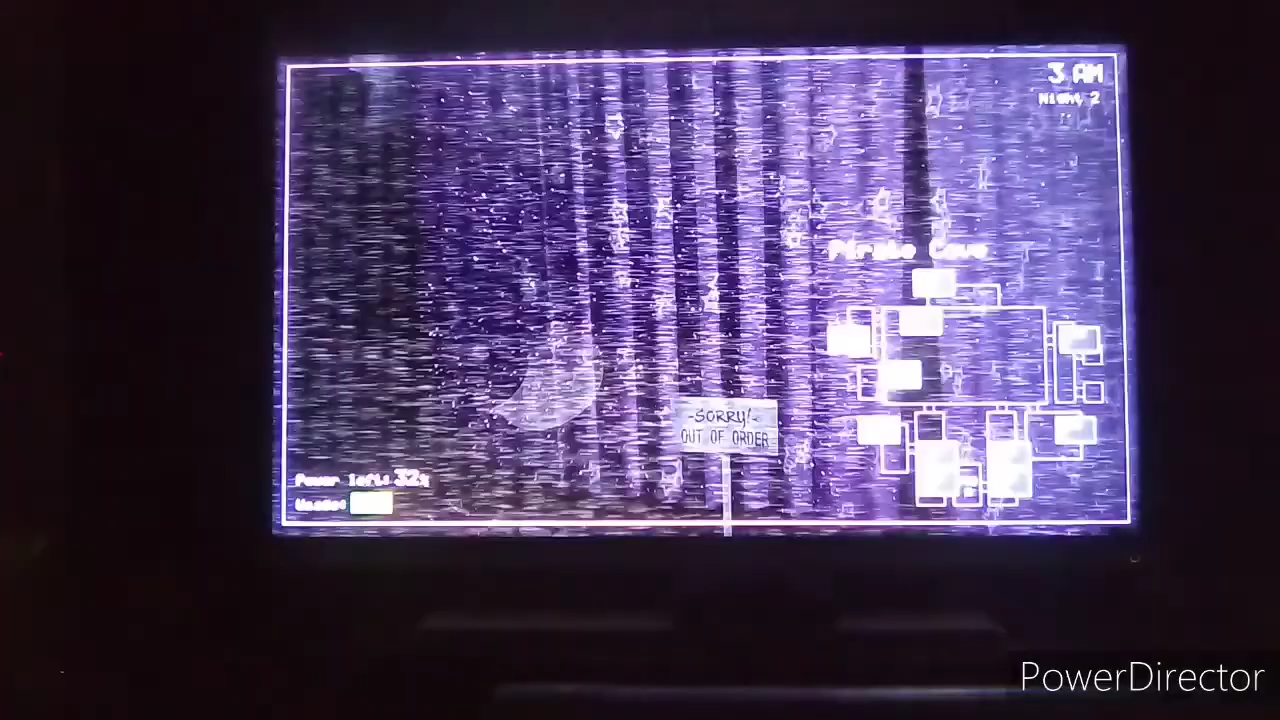 3 AM
Night 2
Pirate Cove
-SORRY!-
OUT OF ORDER
Power left: 32%
Usage:
PowerDirector